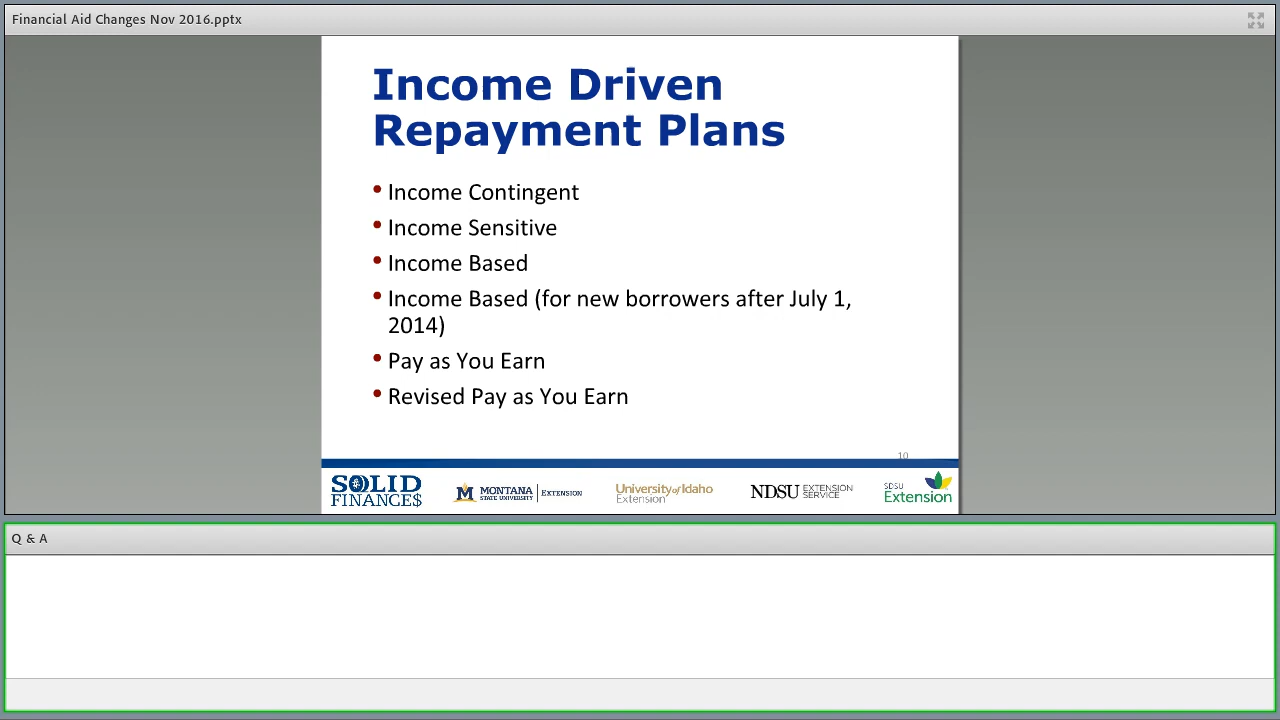 Financial Aid Changes Nov 2016.pptx
Income Driven
Repayment Plans
• Income Contingent
• Income Sensitive
• Income Based
• Income Based (for new borrowers after July 1,
2014)
• Pay as You Earn
• Revised Pay as You Earn
10
SOLID
FINANCE$
M MONTANA
STATE UNIVERSITY
EXTENSION
University of Idaho
Extension
NDSU EXTENSION
SERVICE
SDSU
Extension
Q & A